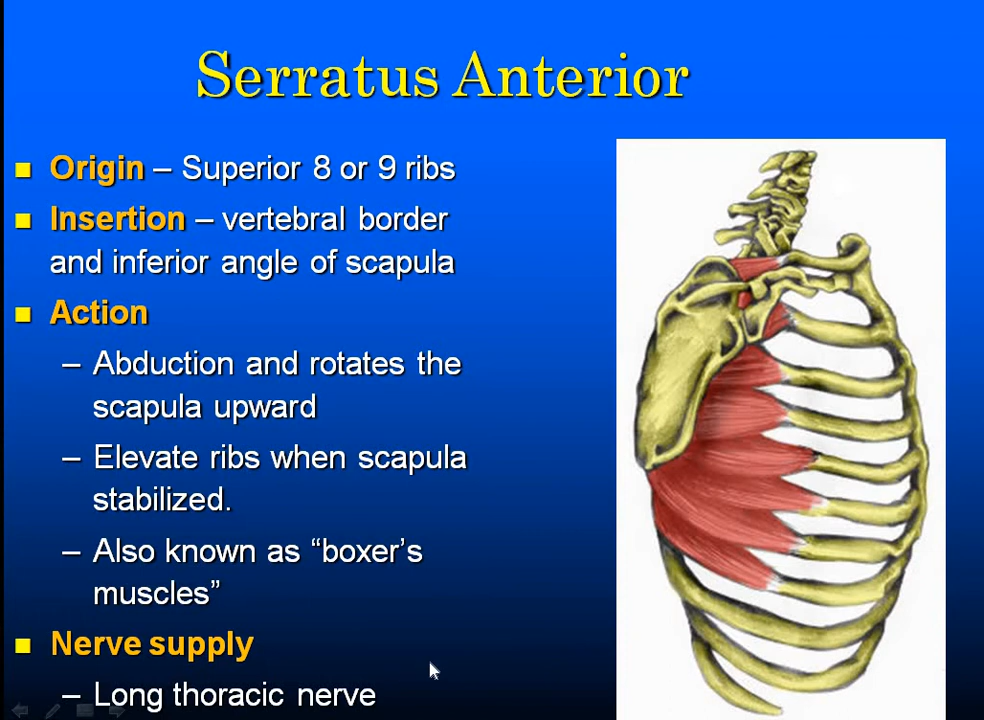 Serratus Anterior
Origin – Superior 8 or 9 ribs
Insertion – vertebral border
and inferior angle of scapula
Action
– Abduction and rotates the
scapula upward
– Elevate ribs when scapula
stabilized.
– Also known as “boxer’s
muscles”
Nerve supply
– Long thoracic nerve